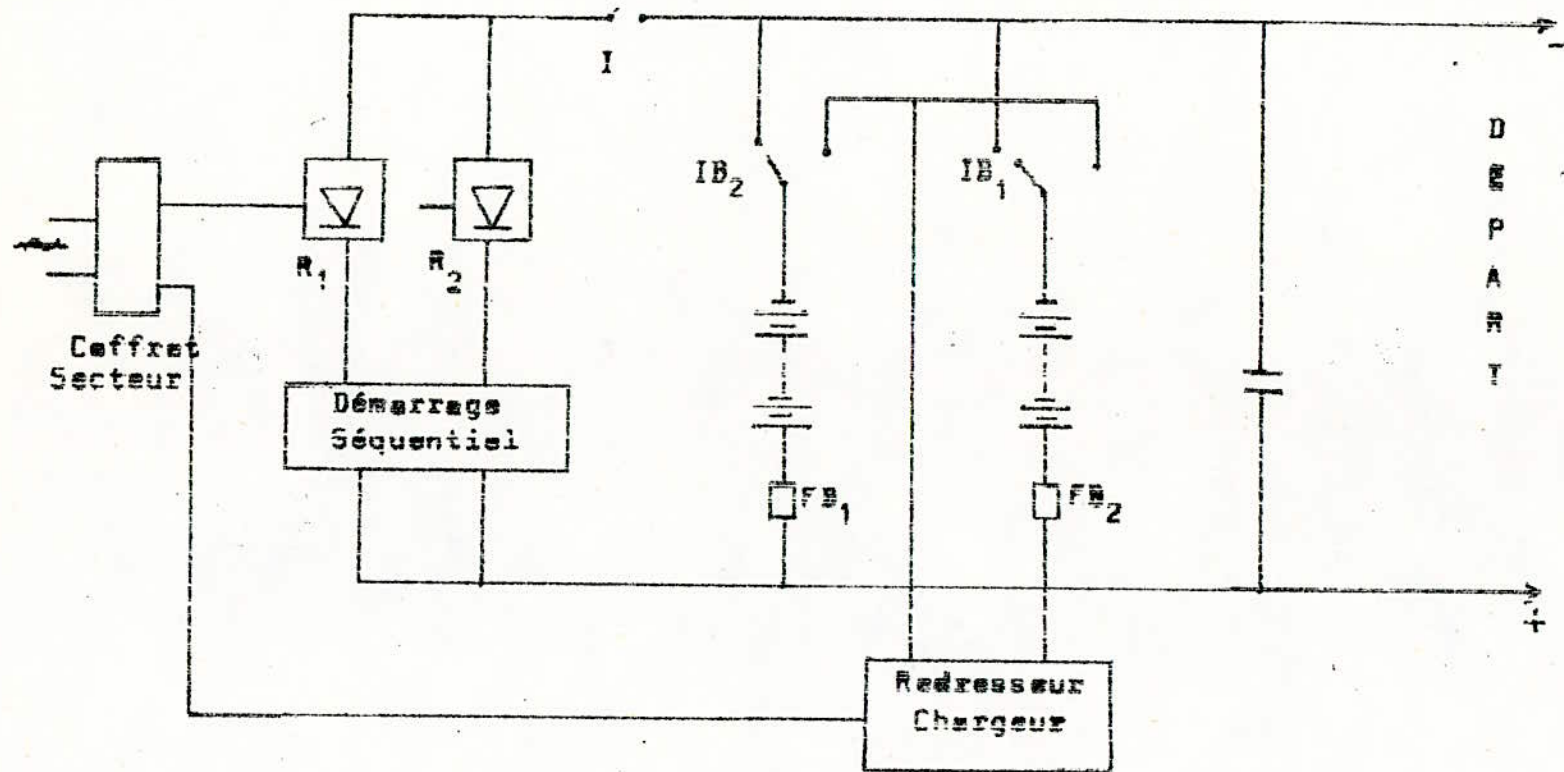 I
-
D
E
P
A
R
T
IB2
IB1
R1
R2
Coffret
Secteur
Démarrage
Séquentiel
FB1
FB2
+
Redresseur
Chargeur